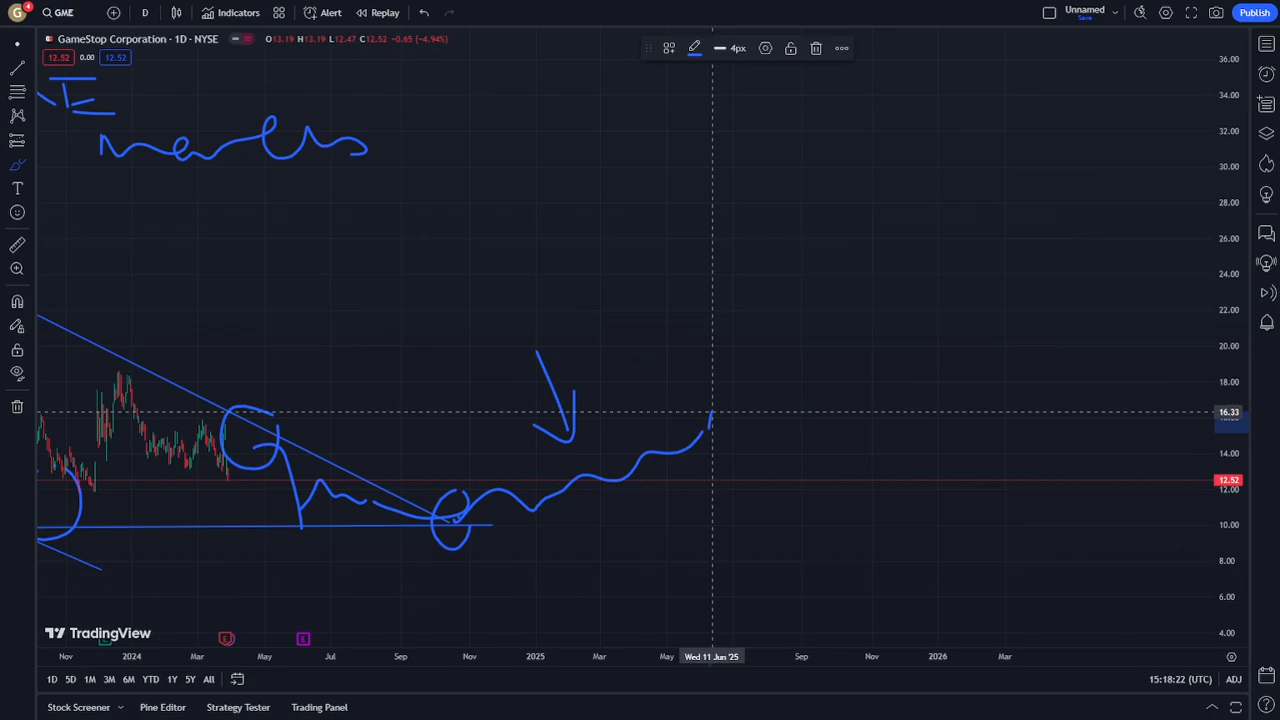 G 4 GME D Indicators Alert Replay Unnamed Save Publish
GameStop Corporation · 1D · NYSE O13.19 H13.19 L12.47 C12.52 −0.65 (−4.94%)
12.52 0.00 12.52
4px
36.00
34.00
32.00
30.00
28.00
26.00
24.00
22.00
20.00
18.00
16.33
14.00
12.52
12.00
10.00
8.00
6.00
4.00
E E E
TradingView
Nov 2024 Mar May Jul Sep Nov 2025 Mar May Wed 11 Jun '25 Sep Nov 2026 Mar
1D 5D 1M 3M 6M YTD 1Y 5Y All 15:18:22 (UTC) ADJ
Stock Screener Pine Editor Strategy Tester Trading Panel